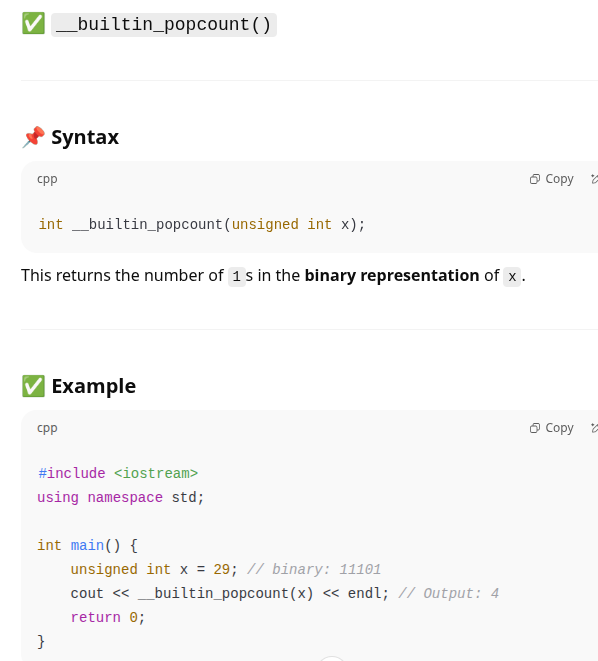 ✅ __builtin_popcount()
📌 Syntax
cpp
Copy
int __builtin_popcount(unsigned int x);
This returns the number of 1s in the binary representation of x.
✅ Example
cpp
Copy
#include <iostream>
using namespace std;
int main() {
    unsigned int x = 29; // binary: 11101
    cout << __builtin_popcount(x) << endl; // Output: 4
    return 0;
}